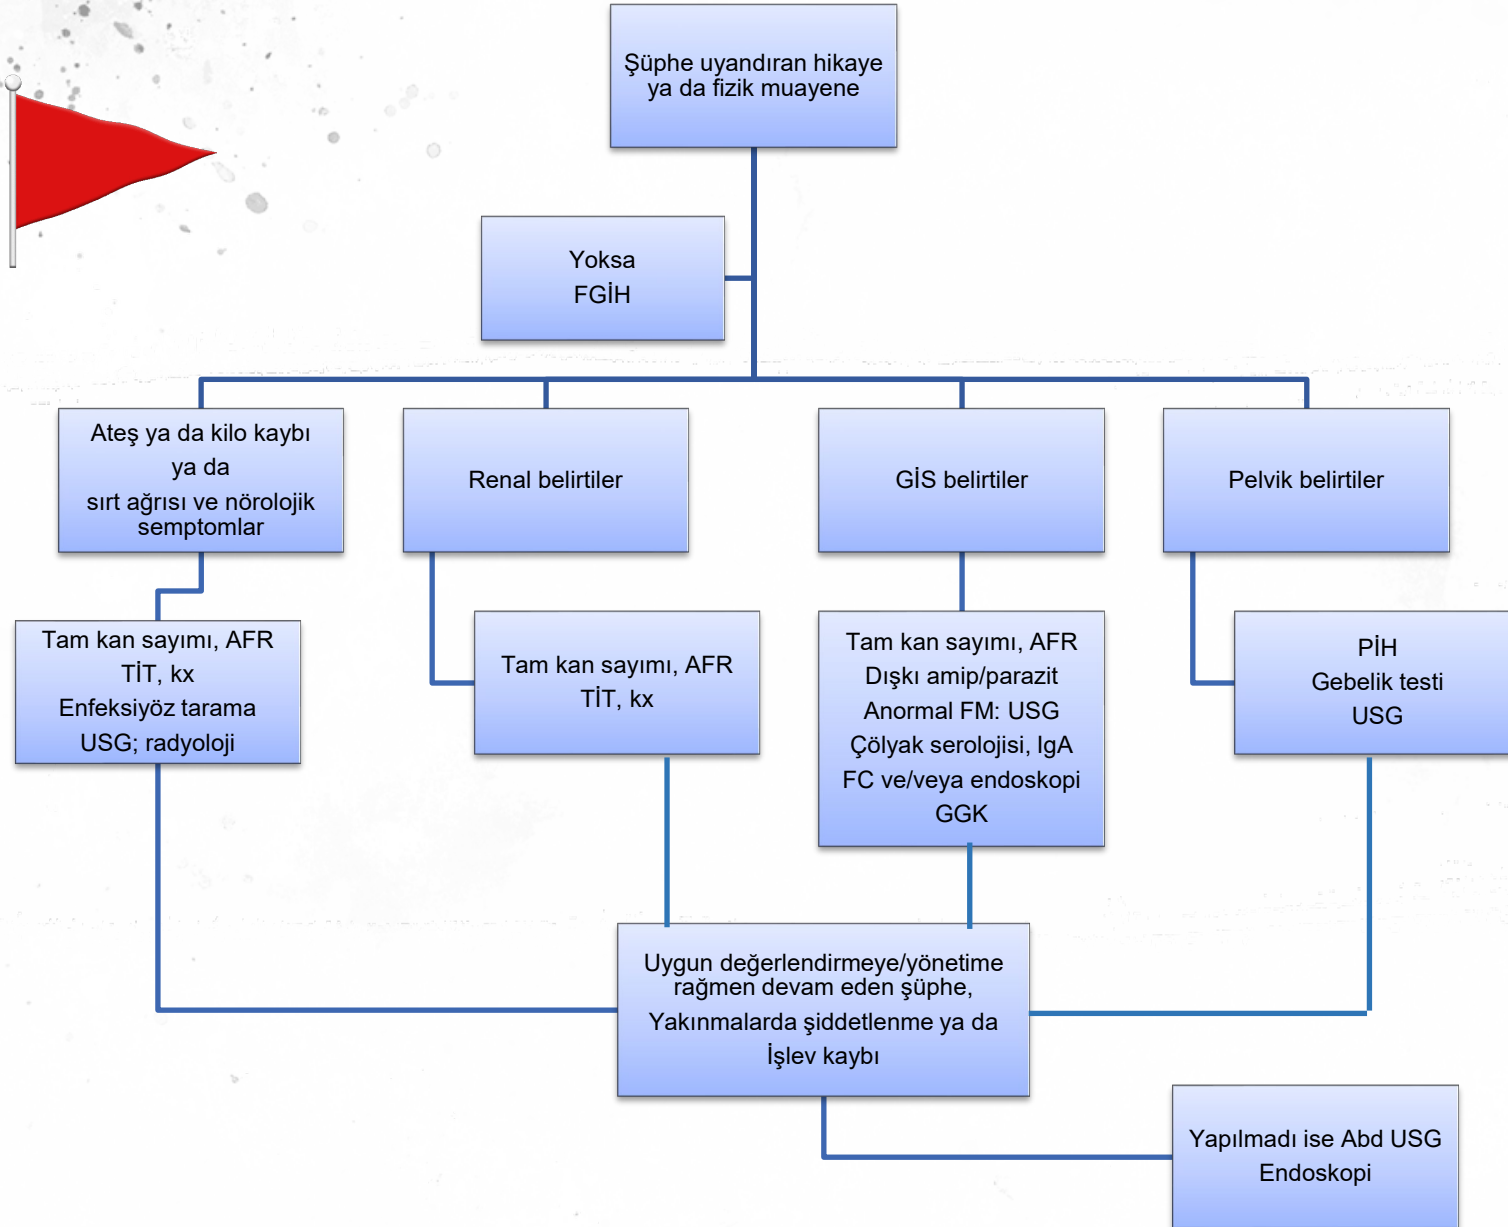 Şüphe uyandıran hikaye
ya da fizik muayene
Yoksa
FGİH
Ateş ya da kilo kaybı
ya da
sırt ağrısı ve nörolojik
semptomlar
Renal belirtiler
GİS belirtiler
Pelvik belirtiler
Tam kan sayımı, AFR
TİT, kx
Enfeksiyöz tarama
USG; radyoloji
Tam kan sayımı, AFR
TİT, kx
Tam kan sayımı, AFR
Dışkı amip/parazit
Anormal FM: USG
Çölyak serolojisi, IgA
FC ve/veya endoskopi
GGK
PİH
Gebelik testi
USG
Uygun değerlendirmeye/yönetime
rağmen devam eden şüphe,
Yakınmalarda şiddetlenme ya da
İşlev kaybı
Yapılmadı ise Abd USG
Endoskopi